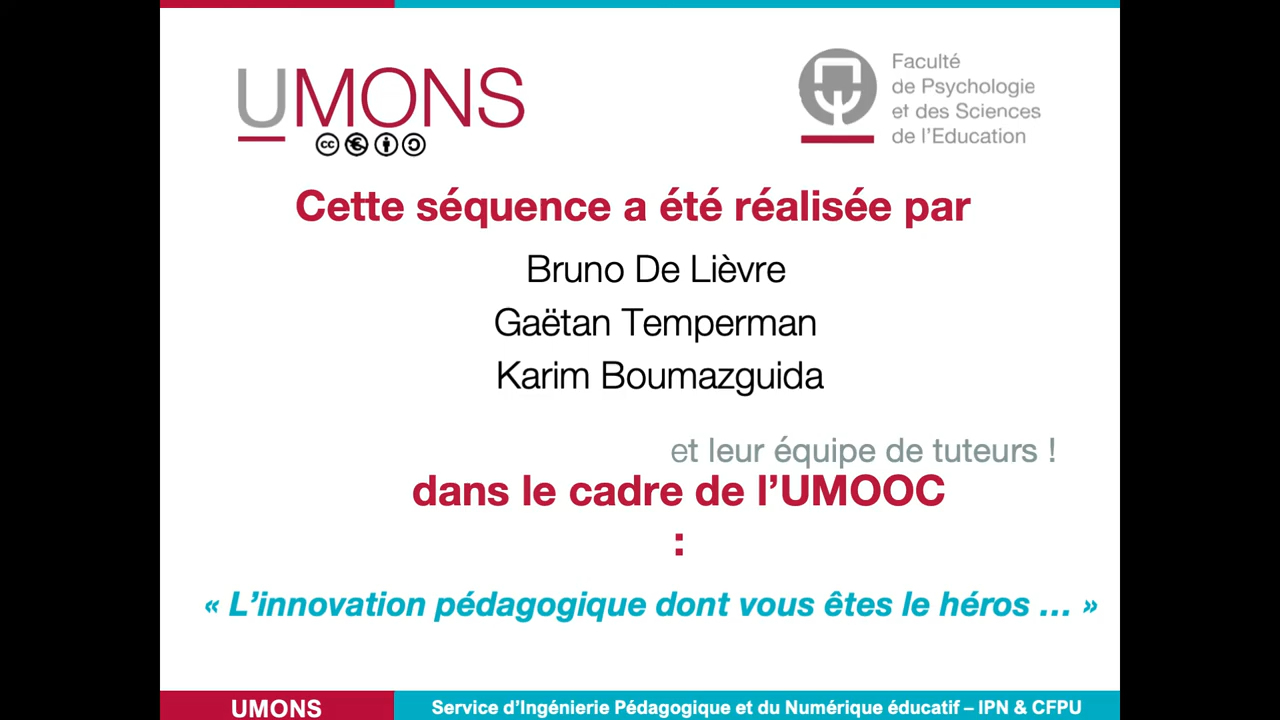 UMONS
Faculté
de Psychologie
et des Sciences
de l'Education
cc
Cette séquence a été réalisée par
Bruno De Lièvre
Gaëtan Temperman
Karim Boumazguida
et leur équipe de tuteurs !
dans le cadre de l'UMOOC
:
« L'innovation pédagogique dont vous êtes le héros ... »
UMONS
Service d'Ingénierie Pédagogique et du Numérique éducatif – IPN & CFPU